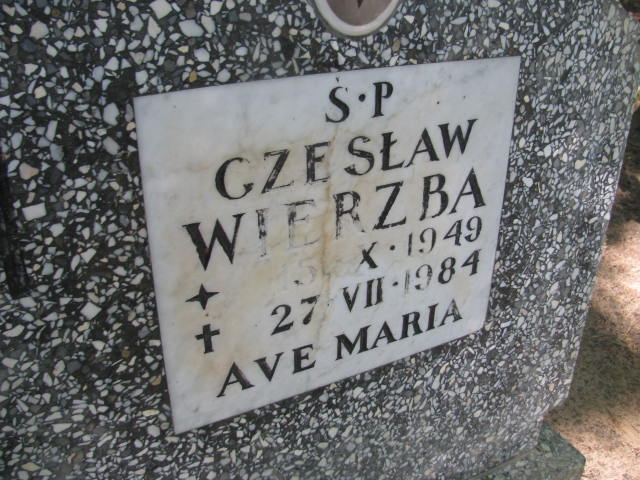 Ś·P
CZESŁAW
WIERZBA
X·1949
27·VII·1984
AVE MARIA